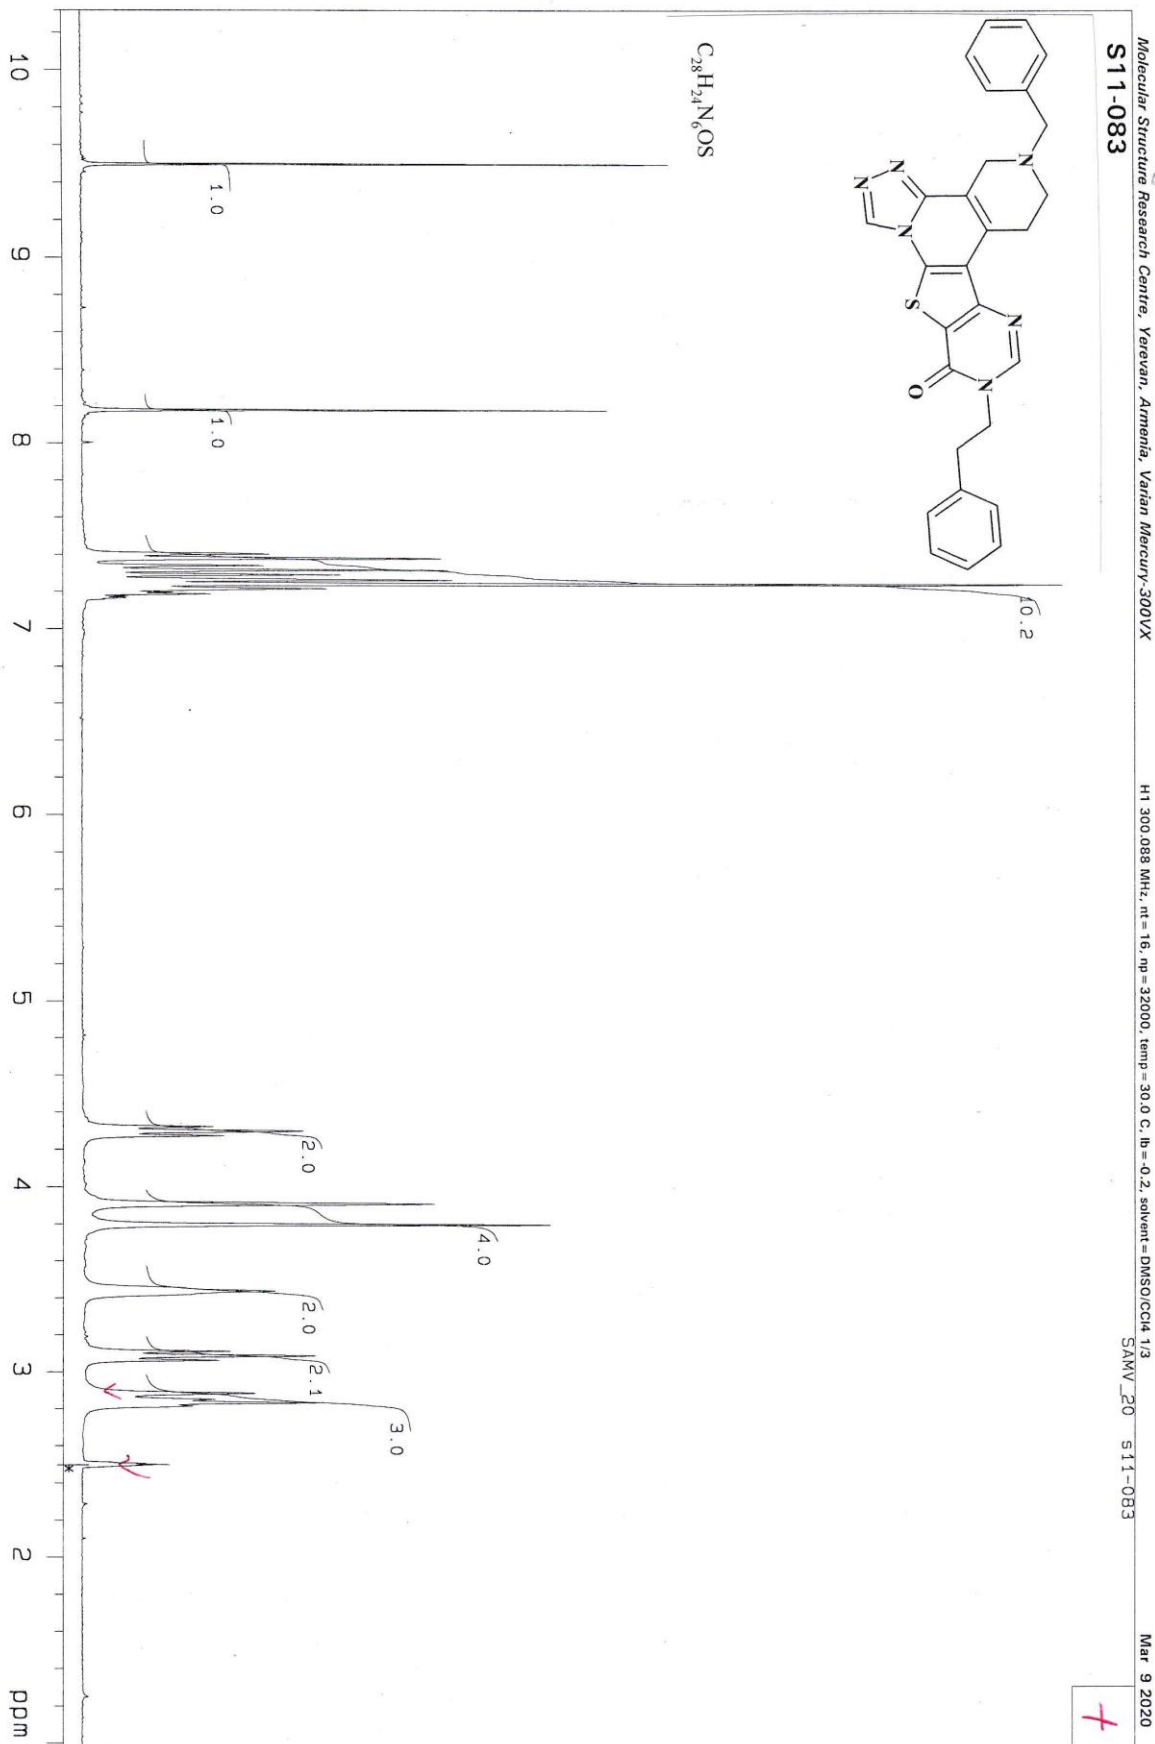 Molecular Structure Research Centre, Yerevan, Armenia, Varian Mercury-300VX
H1 300.088 MHz, nt = 16, np = 32000, temp = 30.0 C, lb = -0.2, solvent = DMSO/CCl4 1/3
Mar 9 2020
S11-083
SAMV_20 S11-083
+
N
N
N
N
S
N
N
O
C28H24N6OS
1.0
1.0
10.2
2.0
4.0
2.0
2.1
3.0
*
10 9 8 7 6 5 4 3 2 ppm